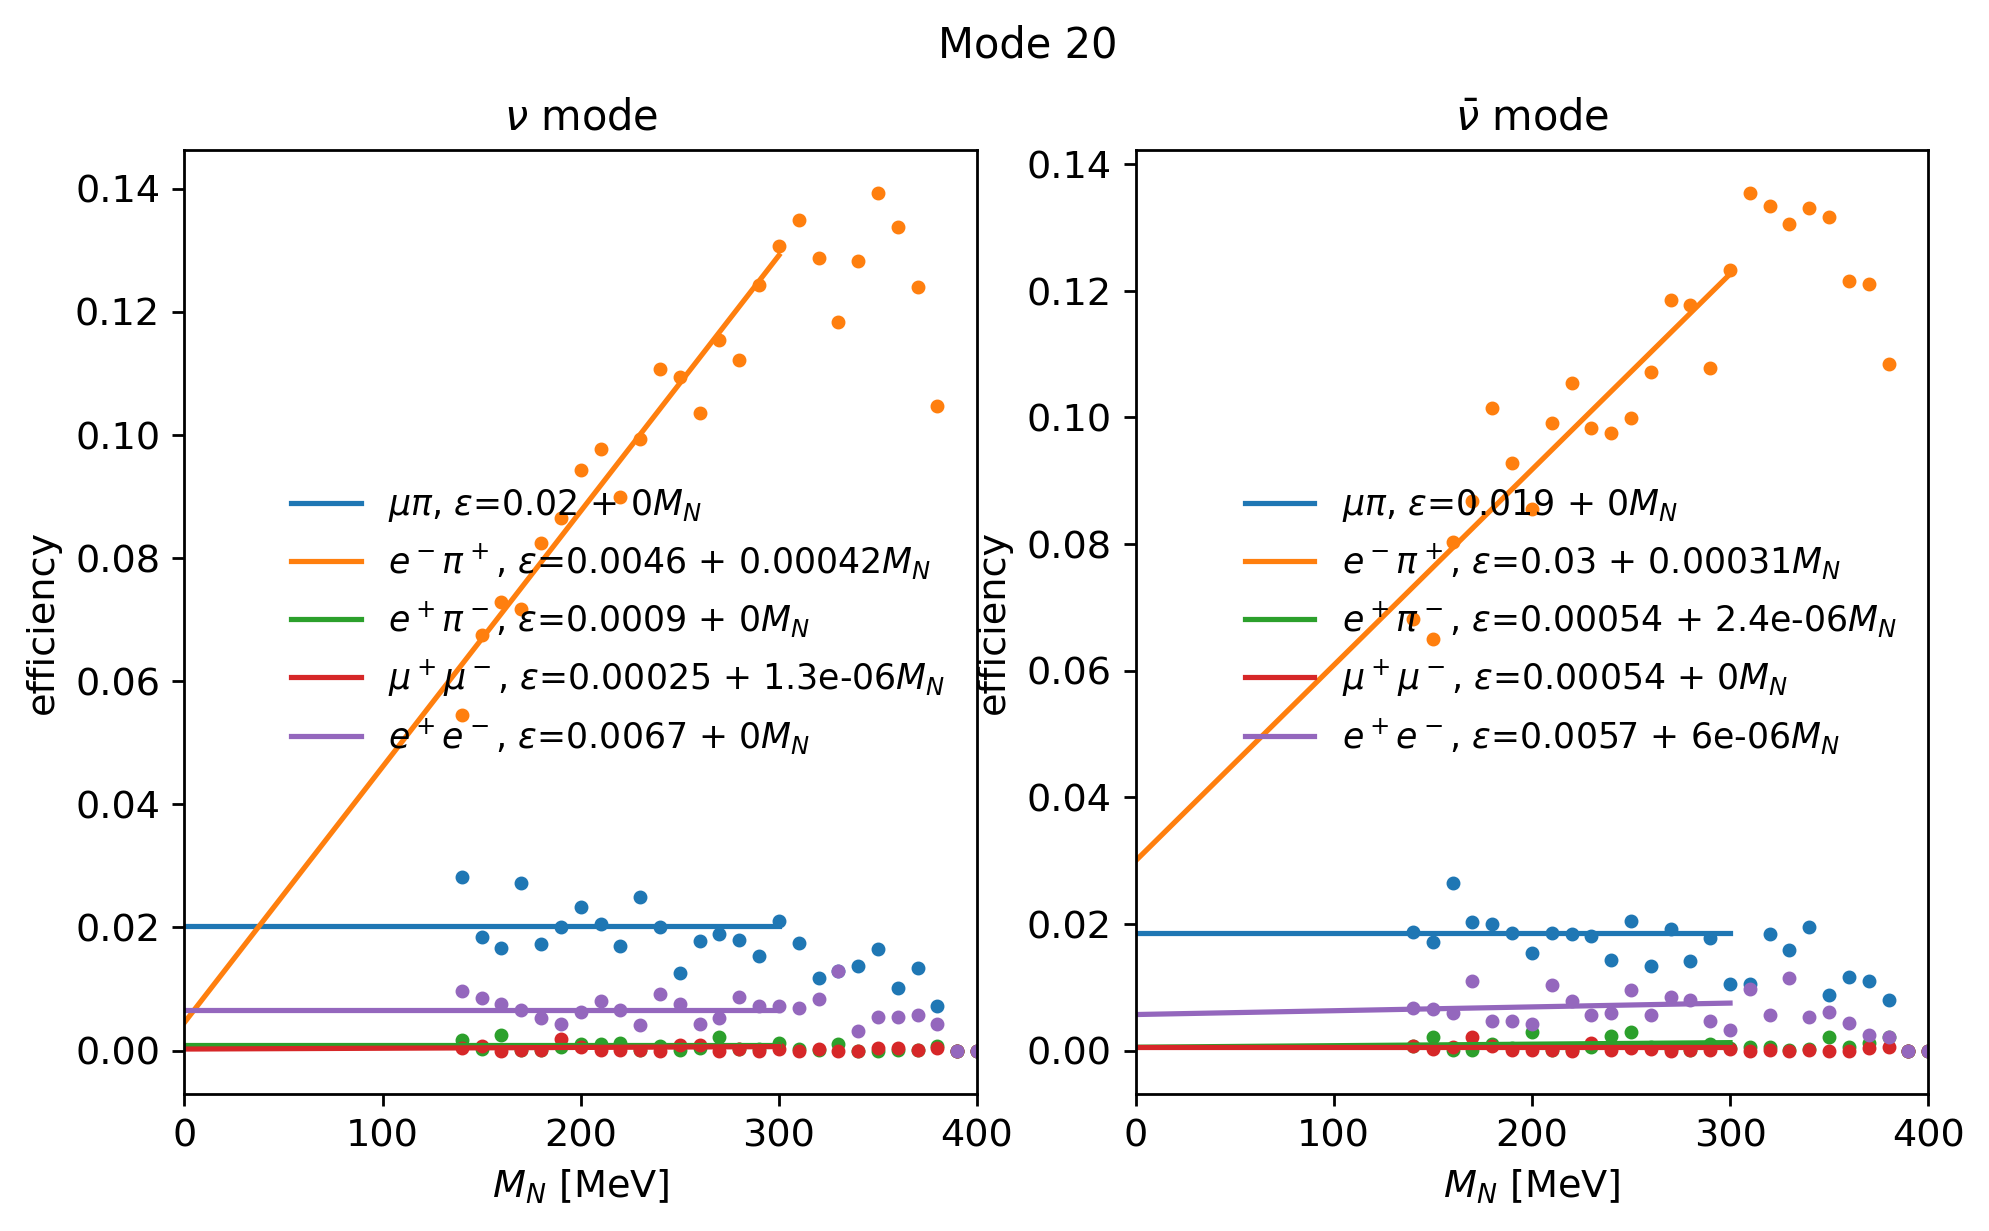 Mode 20
ν mode
0.14
0.12
0.10
0.08
0.06
0.04
0.02
0.00
efficiency
μπ, ε=0.02 + 0M_N
e⁻π⁺, ε=0.0046 + 0.00042M_N
e⁺π⁻, ε=0.0009 + 0M_N
μ⁺μ⁻, ε=0.00025 + 1.3e-06M_N
e⁺e⁻, ε=0.0067 + 0M_N
0 100 200 300 400
M_N [MeV]
ν̄ mode
0.14
0.12
0.10
0.08
0.06
0.04
0.02
0.00
efficiency
μπ, ε=0.019 + 0M_N
e⁻π⁺, ε=0.03 + 0.00031M_N
e⁺π⁻, ε=0.00054 + 2.4e-06M_N
μ⁺μ⁻, ε=0.00054 + 0M_N
e⁺e⁻, ε=0.0057 + 6e-06M_N
0 100 200 300 400
M_N [MeV]